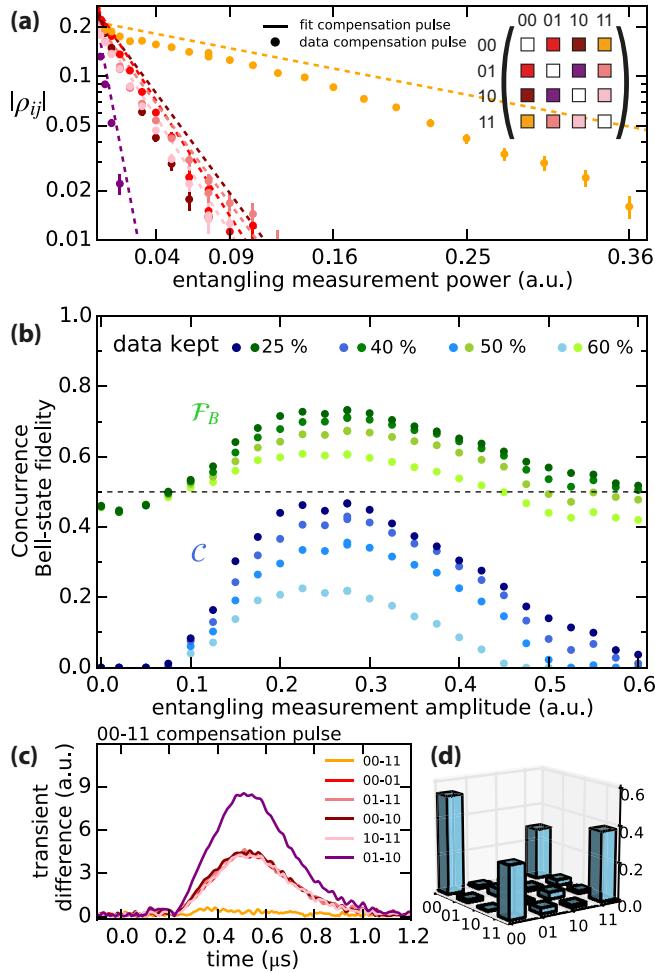 (a)
0.2
0.1
0.05
0.02
0.01
|ρij|
fit compensation pulse
data compensation pulse
00 01 10 11
00
01
10
11
0.04 0.09 0.16 0.25 0.36
entangling measurement power (a.u.)
(b)
1.0
0.8
0.6
0.4
0.2
0.0
Concurrence
Bell-state fidelity
data kept 25 % 40 % 50 % 60 %
ℱB
𝒞
0.0 0.1 0.2 0.3 0.4 0.5 0.6
entangling measurement amplitude (a.u.)
00-11 compensation pulse
(c)
9
6
3
0
transient
difference (a.u.)
00-11
00-01
01-11
00-10
10-11
01-10
0.0 0.2 0.4 0.6 0.8 1.0 1.2
time (μs)
(d)
0.6
0.4
0.2
0.0
00 01 10 11
00 01 10 11